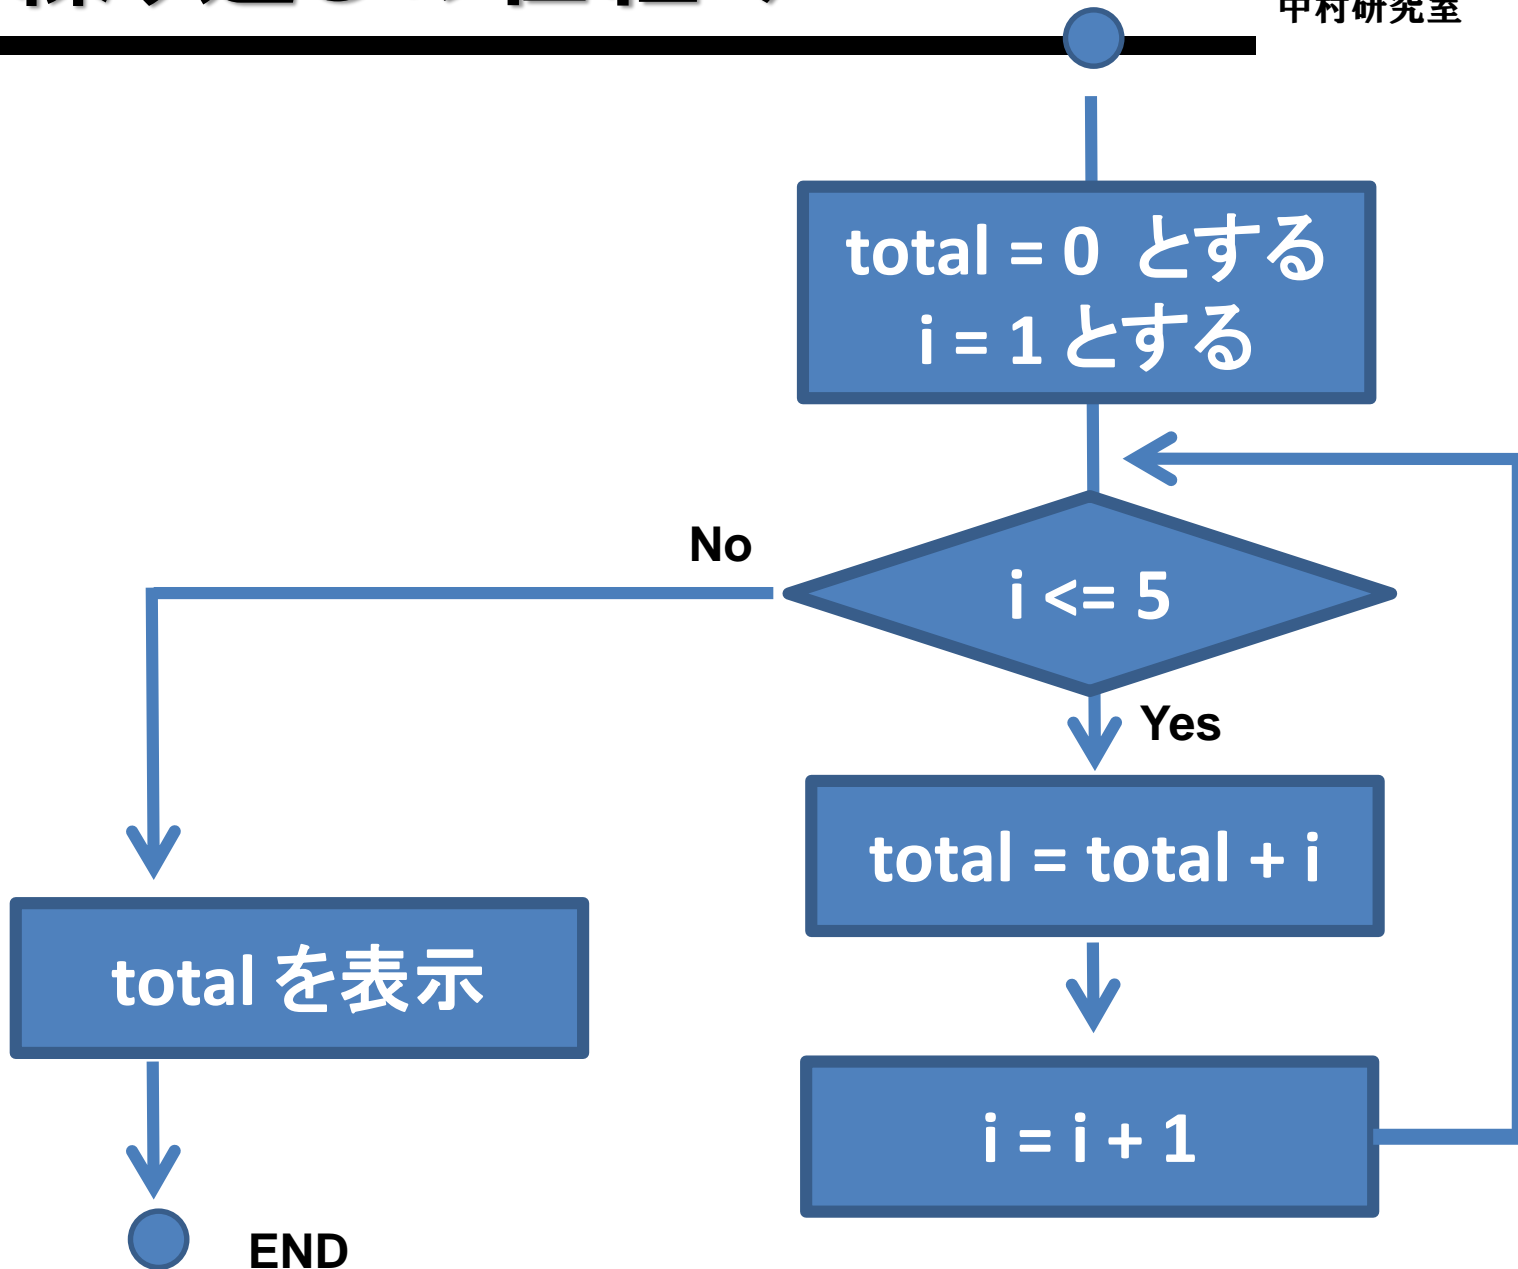 中村研究室
total = 0 とする
i = 1 とする
No
i <= 5
Yes
total = total + i
total を表示
i = i + 1
END